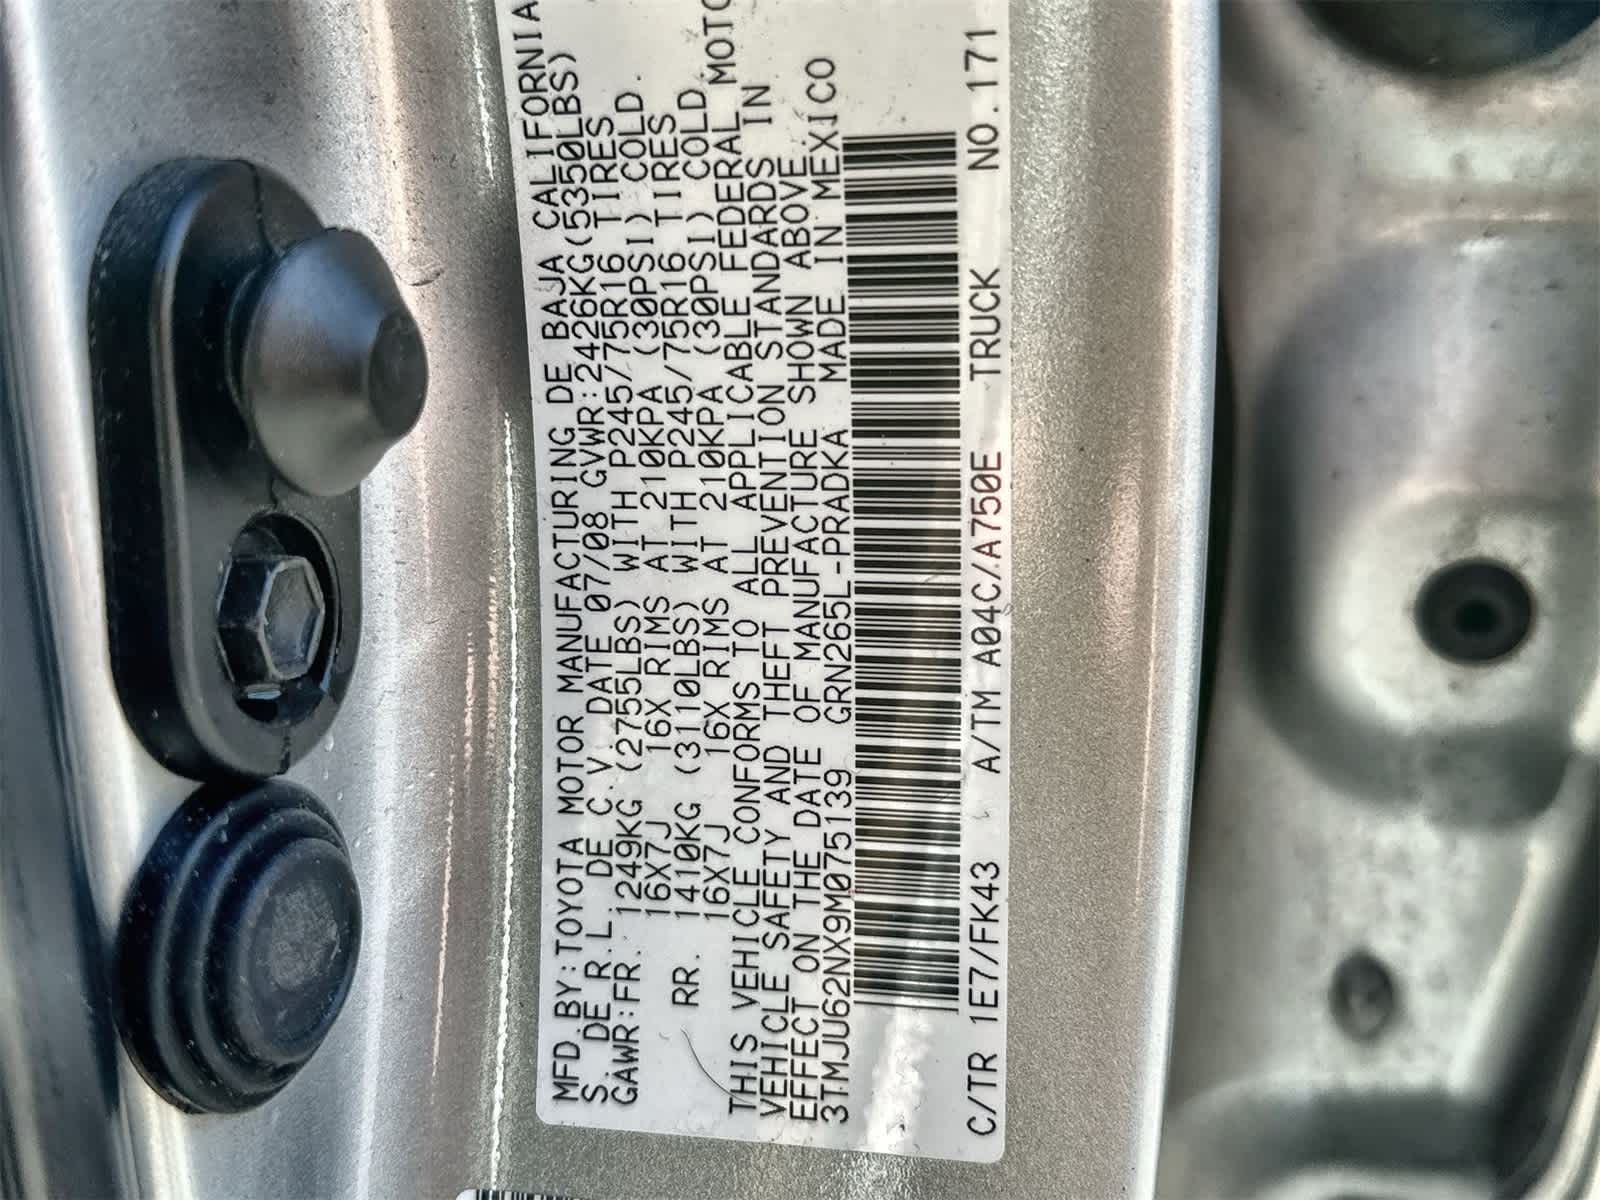 MFD.BY:TOYOTA MOTOR MANUFACTURING DE BAJA CALIFORNIA
S.DE R.L. DE C.V. DATE 07/08 GVWR:2426KG(5350LBS)
GAWR:FR. 1249KG (2755LBS) WITH P245/75R16 TIRES
16X7J 16X RIMS AT 210KPA (30PSI) COLD.
RR. 1410KG (3110LBS) WITH P245/75R16 TIRES
16X7J 16X RIMS AT 210KPA (30PSI) COLD.
THIS VEHICLE CONFORMS TO ALL APPLICABLE FEDERAL
VEHICLE SAFETY AND THEFT PREVENTION STANDARDS IN
EFFECT ON THE DATE OF MANUFACTURE SHOWN ABOVE
3TMJU62NX9M075139 GRN265L-PRADKA MADE IN MEXICO
C/TR 1E7/FK43 A/TM A04C/A750E TRUCK NO.171